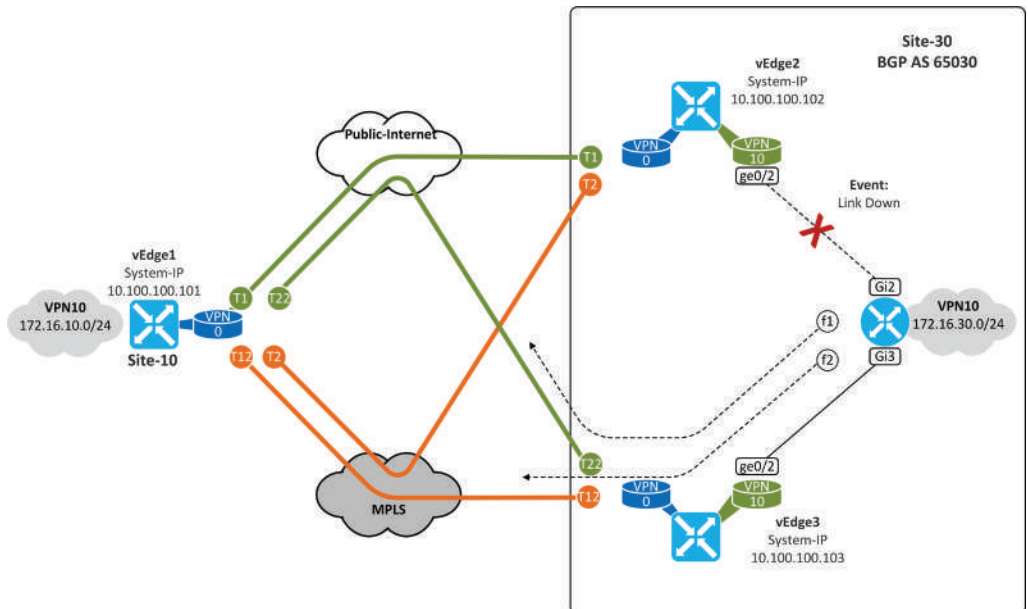 Site-30
BGP AS 65030
vEdge2
System-IP
10.100.100.102
Public-Internet
T1
T2
VPN
0
VPN
10
ge0/2
Event:
Link Down
vEdge1
System-IP
10.100.100.101
VPN10
172.16.10.0/24
VPN
0
Site-10
T1
T22
T12
T2
Gi2
VPN10
172.16.30.0/24
Gi3
f1
f2
T22
T12
MPLS
ge0/2
VPN
0
VPN
10
vEdge3
System-IP
10.100.100.103